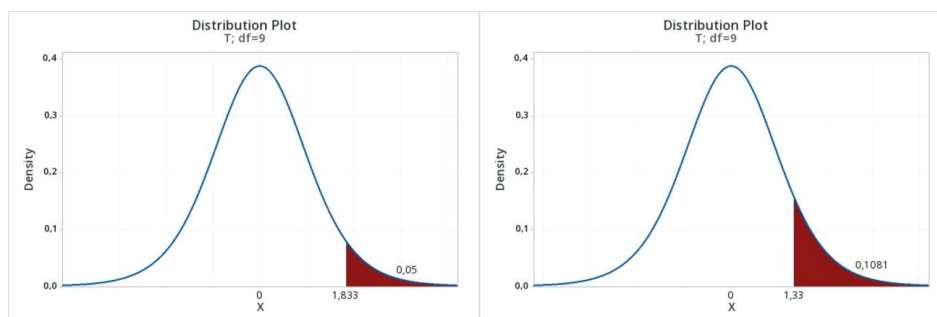 Distribution Plot
T; df=9
0,4
0,3
0,2
0,1
0,0
Density
0,05
0
1,833
X
Distribution Plot
T; df=9
0,4
0,3
0,2
0,1
0,0
Density
0,1081
0
1,33
X